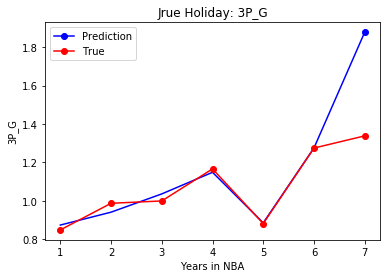 Jrue Holiday: 3P_G
Prediction
True
3P_G
1.8
1.6
1.4
1.2
1.0
0.8
1 2 3 4 5 6 7
Years in NBA